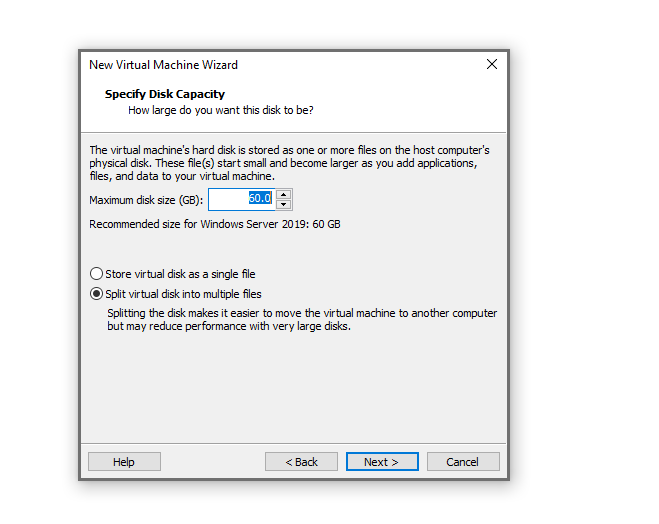 New Virtual Machine Wizard
Specify Disk Capacity
How large do you want this disk to be?
The virtual machine's hard disk is stored as one or more files on the host computer's
physical disk. These file(s) start small and become larger as you add applications,
files, and data to your virtual machine.
Maximum disk size (GB): 60.0
Recommended size for Windows Server 2019: 60 GB
Store virtual disk as a single file
Split virtual disk into multiple files
Splitting the disk makes it easier to move the virtual machine to another computer
but may reduce performance with very large disks.
Help < Back Next > Cancel